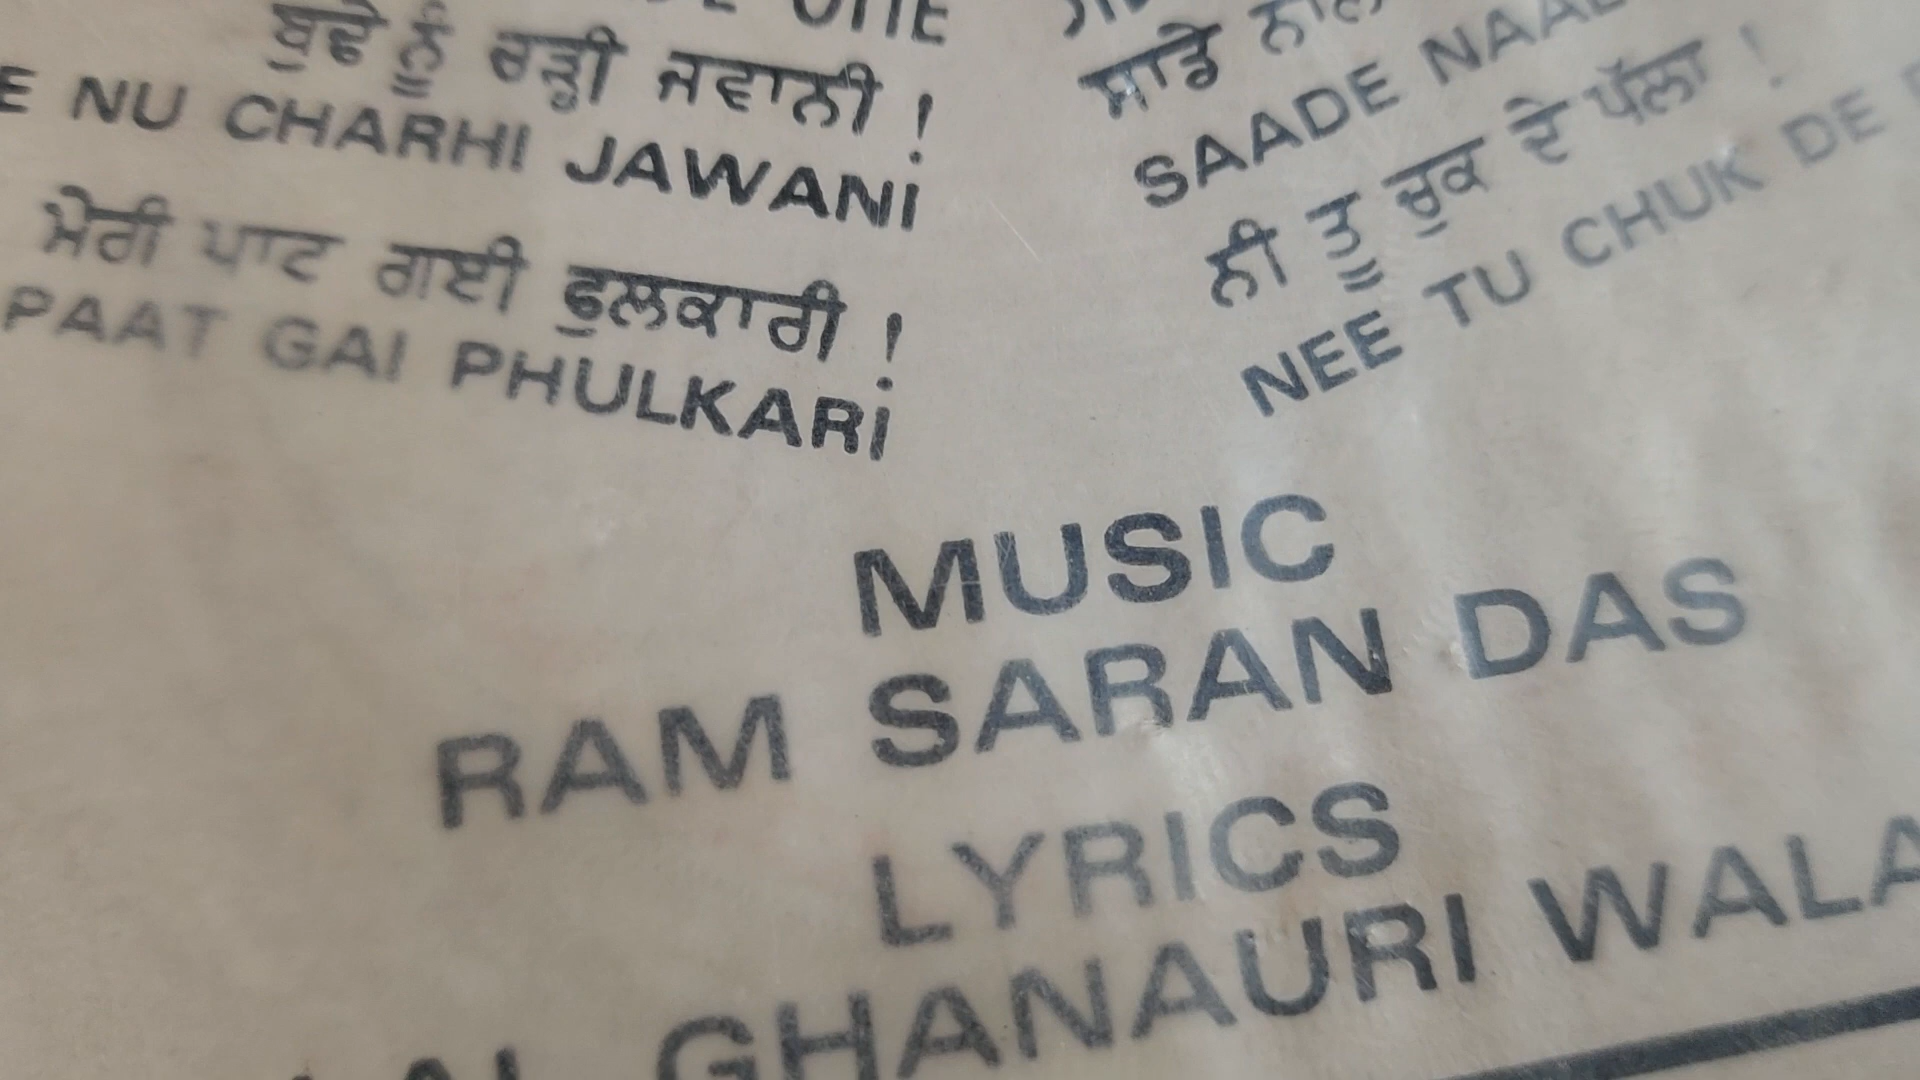 ਬੁਢੇ ਨੂੰ ਚੜ੍ਹੀ ਜਵਾਨੀ !
NU CHARHI JAWANI
ਮੇਰੀ ਪਾਟ ਗਈ ਫੁਲਕਾਰੀ !
PAAT GAI PHULKARI
ਸਾਡੇ ਨਾਲ
SAADE NAAL
ਨੀ ਤੂੰ ਚੁਕ ਦੇ ਪੱਲਾ !
NEE TU CHUK DE
MUSIC
RAM SARAN DAS
LYRICS
GHANAURI WALA